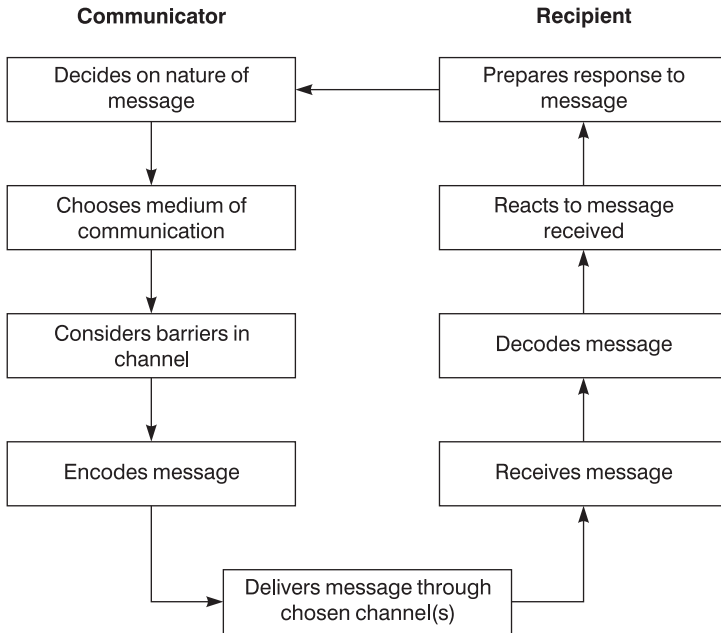 Communicator
Recipient
Decides on nature of
message
Prepares response to
message
Chooses medium of
communication
Reacts to message
received
Considers barriers in
channel
Decodes message
Encodes message
Receives message
Delivers message through
chosen channel(s)